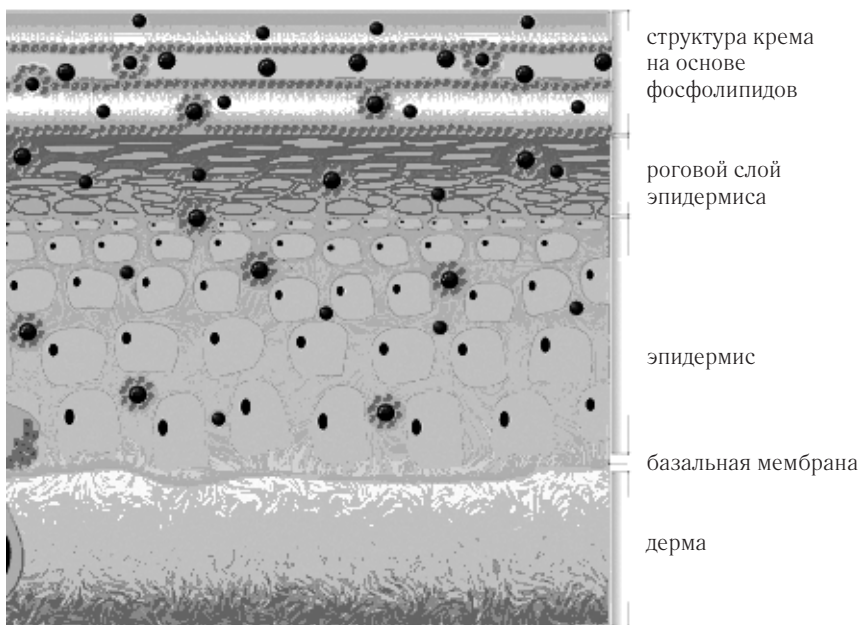 структура крема
на основе
фосфолипидов
роговой слой
эпидермиса
эпидермис
базальная мембрана
дерма